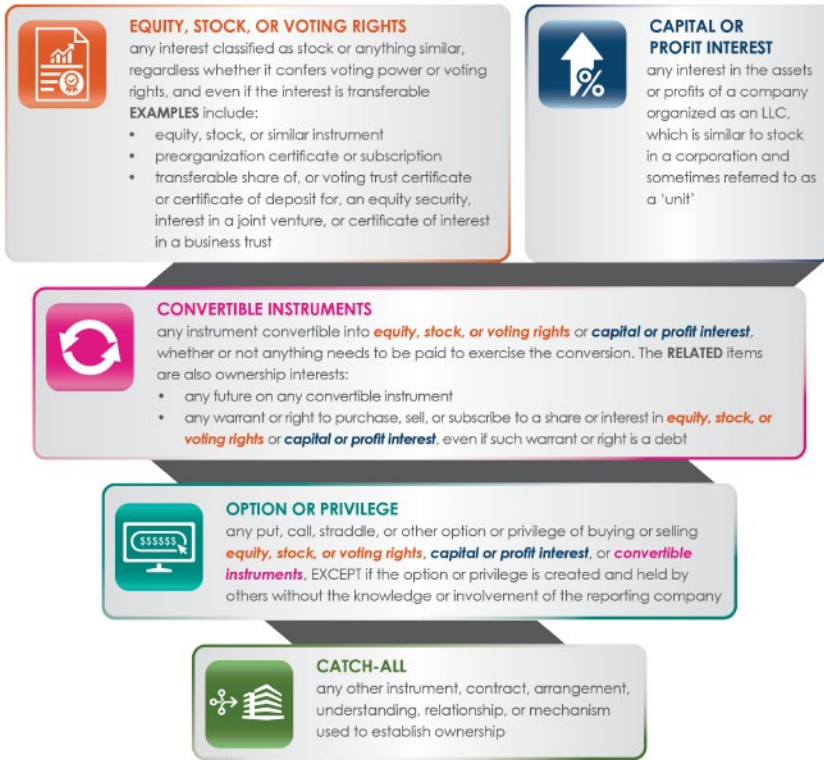 EQUITY, STOCK, OR VOTING RIGHTS
any interest classified as stock or anything similar,
regardless whether it confers voting power or voting
rights, and even if the interest is transferable
EXAMPLES include:
• equity, stock, or similar instrument
• preorganization certificate or subscription
• transferable share of, or voting trust certificate
or certificate of deposit for, an equity security,
interest in a joint venture, or certificate of interest
in a business trust
%
CAPITAL OR
PROFIT INTEREST
any interest in the assets
or profits of a company
organized as an LLC,
which is similar to stock
in a corporation and
sometimes referred to as
a ‘unit’
CONVERTIBLE INSTRUMENTS
any instrument convertible into equity, stock, or voting rights or capital or profit interest,
whether or not anything needs to be paid to exercise the conversion. The RELATED items
are also ownership interests:
• any future on any convertible instrument
• any warrant or right to purchase, sell, or subscribe to a share or interest in equity, stock, or
voting rights or capital or profit interest, even if such warrant or right is a debt
$$$$$$
OPTION OR PRIVILEGE
any put, call, straddle, or other option or privilege of buying or selling
equity, stock, or voting rights, capital or profit interest, or convertible
instruments, EXCEPT if the option or privilege is created and held by
others without the knowledge or involvement of the reporting company
CATCH-ALL
any other instrument, contract, arrangement,
understanding, relationship, or mechanism
used to establish ownership